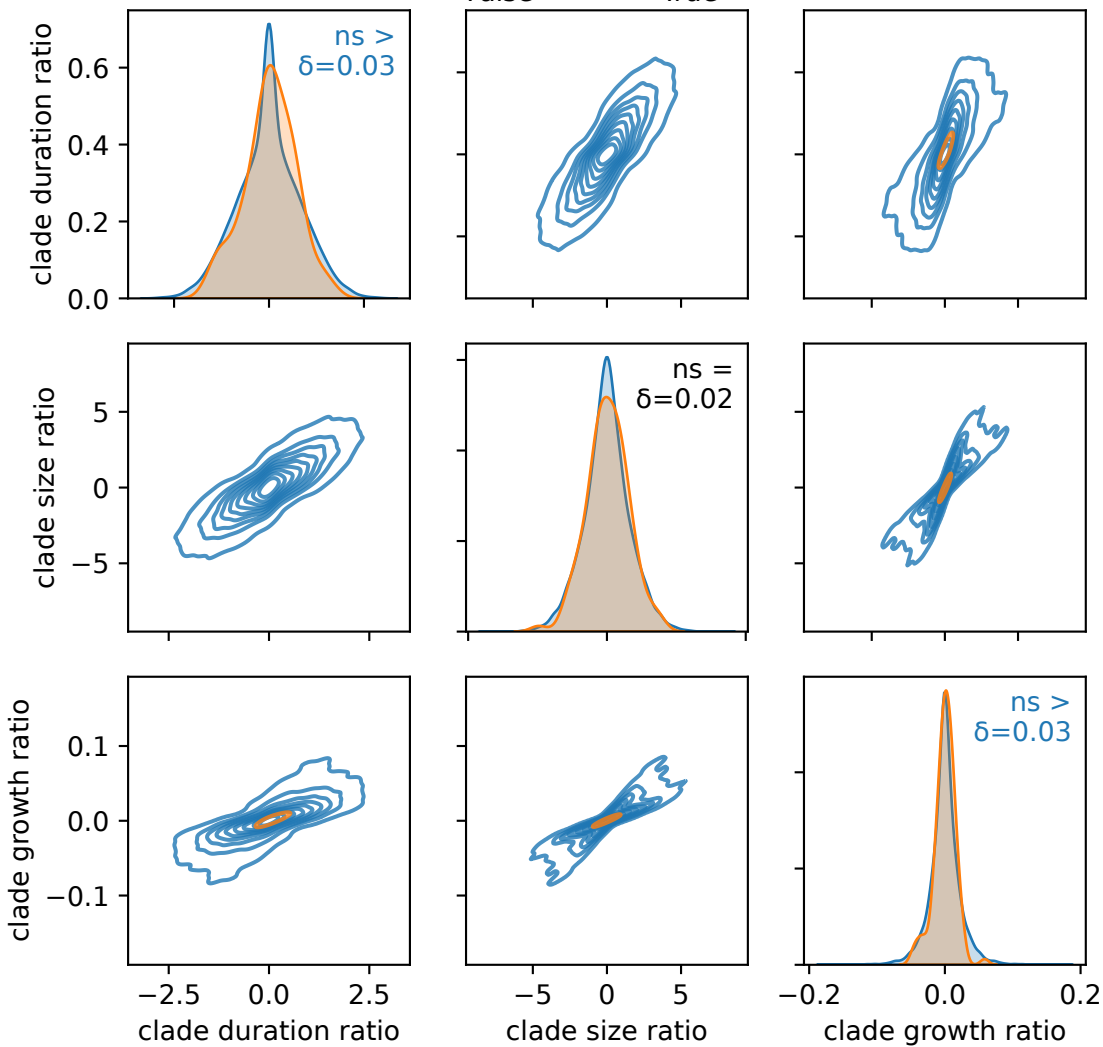 clade duration ratio
0.6
0.4
0.2
0.0
ns >
δ=0.03
clade size ratio
5
0
−5
ns =
δ=0.02
−5
0
5
clade growth ratio
0.1
0.0
−0.1
ns >
δ=0.03
−2.5
0.0
2.5
clade duration ratio
−5
0
5
clade size ratio
−0.2
0.0
0.2
clade growth ratio